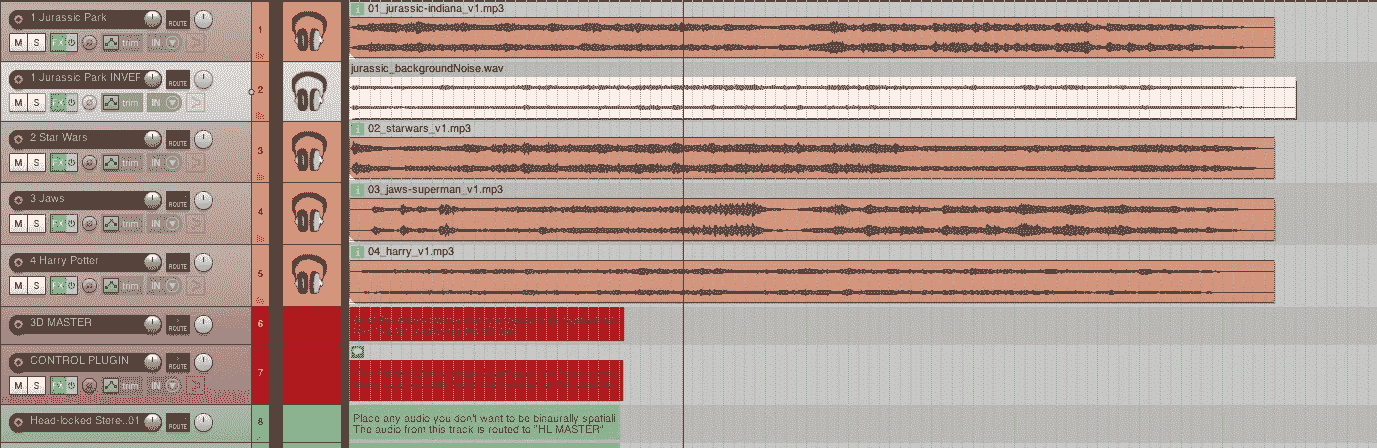 1 Jurassic Park
ROUTE
1
01_jurassic-indiana_v1.mp3
M S FX trim IN
1 Jurassic Park INVER
ROUTE
2
jurassic_backgroundNoise.wav
M S FX trim IN
2 Star Wars
ROUTE
3
02_starwars_v1.mp3
M S FX trim IN
3 Jaws
ROUTE
4
03_jaws-superman_v1.mp3
M S FX trim IN
4 Harry Potter
ROUTE
5
04_harry_v1.mp3
M S FX trim IN
3D MASTER
ROUTE
6
CONTROL PLUGIN
ROUTE
7
M S FX trim IN
Head-locked Stere..01
ROUTE
8
Place any audio you don't want to be binaurally spatiali
The audio from this track is routed to "HL MASTER"